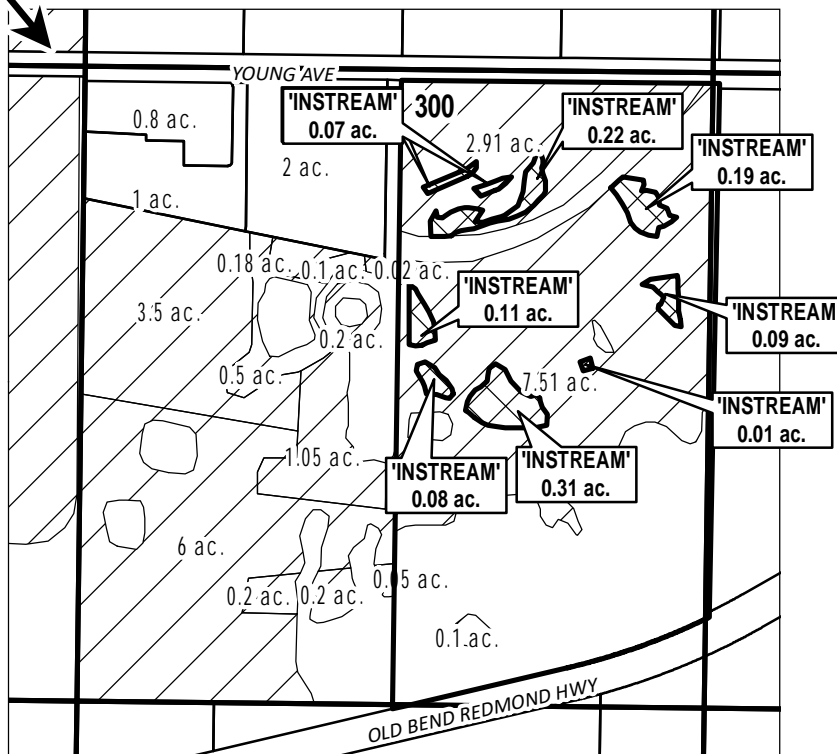 YOUNG AVE
0.8 ac.
'INSTREAM'
0.07 ac.
300
'INSTREAM'
0.22 ac.
2.91 ac.
2 ac.
'INSTREAM'
0.19 ac.
1 ac.
0.18 ac.
0.1 ac.
0.02 ac.
3.5 ac.
0.2 ac.
'INSTREAM'
0.11 ac.
'INSTREAM
0.09 ac.
0.5 ac.
7.51 ac.
'INSTREAM'
0.01 ac.
1.05 ac.
'INSTREAM'
0.08 ac.
'INSTREAM'
0.31 ac.
6 ac.
0.2 ac.
0.2 ac.
0.05 ac.
0.1 ac.
OLD BEND REDMOND HWY